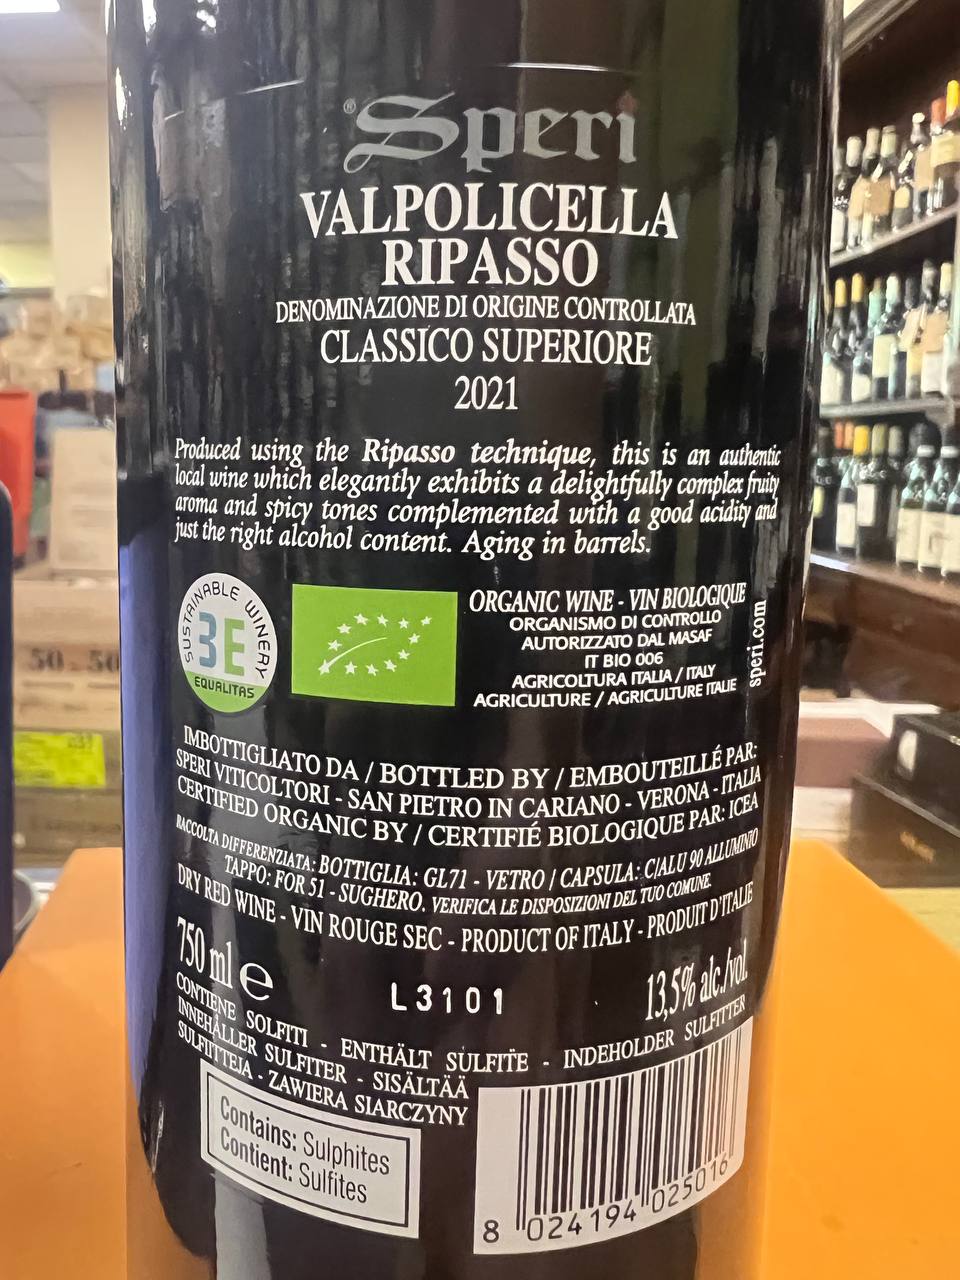 ® Speri
VALPOLICELLA
RIPASSO
DENOMINAZIONE DI ORIGINE CONTROLLATA
CLASSICO SUPERIORE
2021
Produced using the Ripasso technique, this is an authentic
local wine which elegantly exhibits a delightfully complex fruity
aroma and spicy tones complemented with a good acidity and
just the right alcohol content. Aging in barrels.
SUSTAINABLE WINERY
3E
EQUALITAS
ORGANIC WINE - VIN BIOLOGIQUE
ORGANISMO DI CONTROLLO
AUTORIZZATO DAL MASAF
IT BIO 006
AGRICOLTURA ITALIA / ITALY
AGRICULTURE / AGRICULTURE ITALIE
speri.com
IMBOTTIGLIATO DA / BOTTLED BY / EMBOUTEILLÉ PAR:
SPERI VITICOLTORI - SAN PIETRO IN CARIANO - VERONA - ITALIA
CERTIFIED ORGANIC BY / CERTIFIÉ BIOLOGIQUE PAR: ICEA
RACCOLTA DIFFERENZIATA: BOTTIGLIA: GL71 - VETRO / CAPSULA: C/ALU 90 ALLUMINIO
TAPPO: FOR 51 - SUGHERO. VERIFICA LE DISPOSIZIONI DEL TUO COMUNE.
DRY RED WINE - VIN ROUGE SEC - PRODUCT OF ITALY - PRODUIT D'ITALIE
750 ml e
L3101
13,5% alc./vol.
CONTIENE SOLFITI - ENTHÄLT SULFITE - INDEHOLDER SULFITTER
INNEHÅLLER SULFITER - SISÄLTÄÄ
SULFIITTEJA - ZAWIERA SIARCZYNY
Contains: Sulphites
Contient: Sulfites
8 024194 025016
50.50